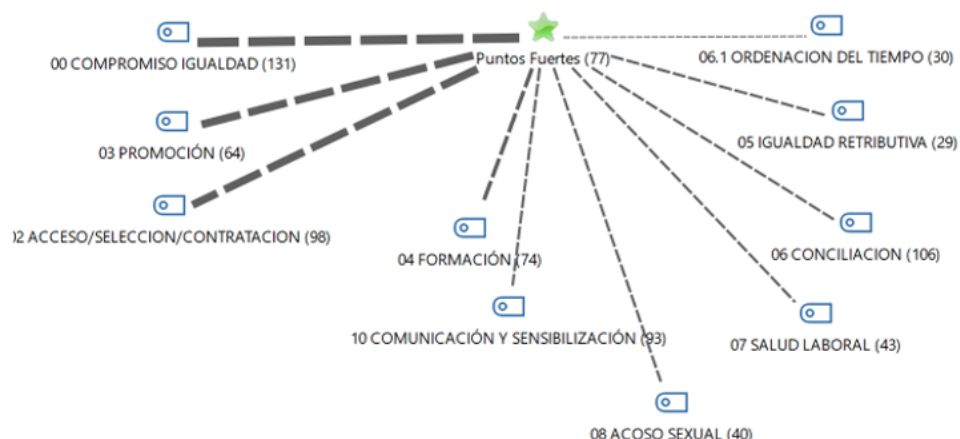 00 COMPROMISO IGUALDAD (131)
Puntos Fuertes (77)
06.1 ORDENACION DEL TIEMPO (30)
03 PROMOCIÓN (64)
05 IGUALDAD RETRIBUTIVA (29)
02 ACCESO/SELECCION/CONTRATACION (98)
04 FORMACIÓN (74)
06 CONCILIACION (106)
10 COMUNICACIÓN Y SENSIBILIZACIÓN (93)
07 SALUD LABORAL (43)
08 ACOSO SEXUAL (40)